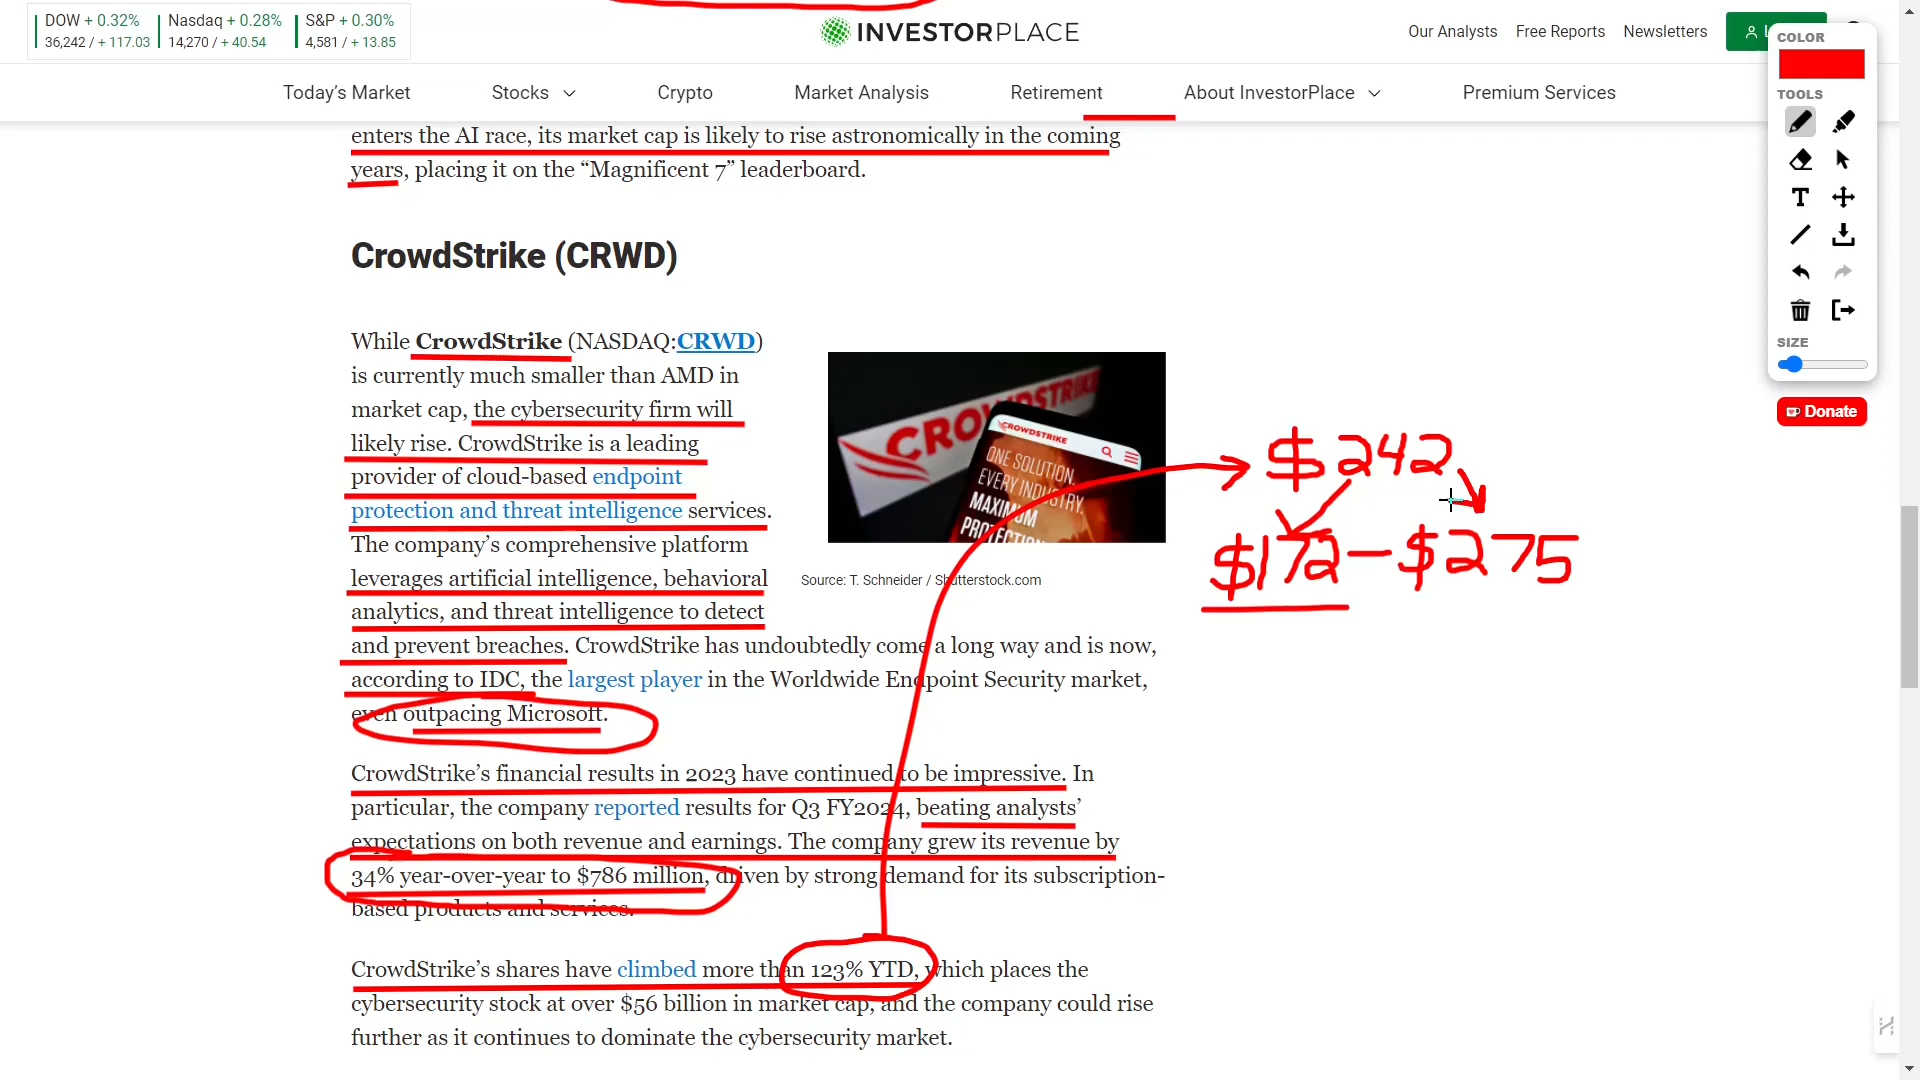 DOW + 0.32%
36,242 / + 117.03
Nasdaq + 0.28%
14,270 / + 40.54
S&P + 0.30%
4,581 / + 13.85
INVESTORPLACE
Our Analysts Free Reports Newsletters
Today’s Market Stocks Crypto Market Analysis Retirement About InvestorPlace Premium Services
COLOR
TOOLS
SIZE
Donate
enters the AI race, its market cap is likely to rise astronomically in the coming
years, placing it on the “Magnificent 7” leaderboard.
CrowdStrike (CRWD)
While CrowdStrike (NASDAQ:CRWD)
is currently much smaller than AMD in
market cap, the cybersecurity firm will
likely rise. CrowdStrike is a leading
provider of cloud-based endpoint
protection and threat intelligence services.
The company’s comprehensive platform
leverages artificial intelligence, behavioral
analytics, and threat intelligence to detect
and prevent breaches. CrowdStrike has undoubtedly come a long way and is now,
according to IDC, the largest player in the Worldwide Endpoint Security market,
even outpacing Microsoft.
CROWDSTRIKE
CROWDSTRIKE
ONE SOLUTION.
EVERY INDUSTRY.
MAXIMUM
Source: T. Schneider / Shutterstock.com
$242
$172-$275
CrowdStrike’s financial results in 2023 have continued to be impressive. In
particular, the company reported results for Q3 FY2024, beating analysts’
expectations on both revenue and earnings. The company grew its revenue by
34% year-over-year to $786 million, driven by strong demand for its subscription-
based products and services.
CrowdStrike’s shares have climbed more than 123% YTD, which places the
cybersecurity stock at over $56 billion in market cap, and the company could rise
further as it continues to dominate the cybersecurity market.